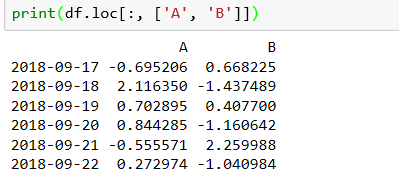 print(df.loc[:, ['A', 'B']])
A B
2018-09-17 -0.695206 0.668225
2018-09-18 2.116350 -1.437489
2018-09-19 0.702895 0.407700
2018-09-20 0.844285 -1.160642
2018-09-21 -0.555571 2.259988
2018-09-22 0.272974 -1.040984